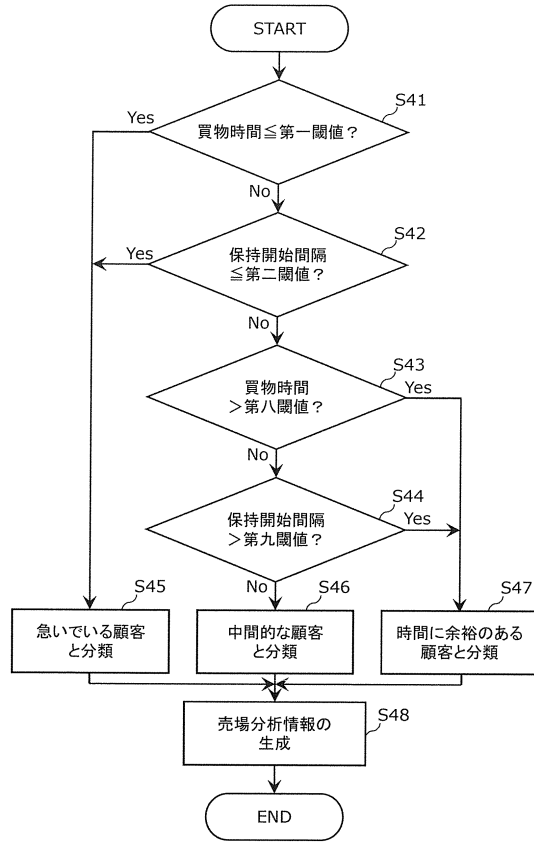 START
S41
Yes
買物時間≦第一閾値？
No
S42
Yes
保持開始間隔
≦第二閾値？
No
S43
買物時間
＞第八閾値？
Yes
No
S44
保持開始間隔
＞第九閾値？
Yes
No
S45
急いでいる顧客
と分類
S46
中間的な顧客
と分類
S47
時間に余裕のある
顧客と分類
S48
売場分析情報の
生成
END